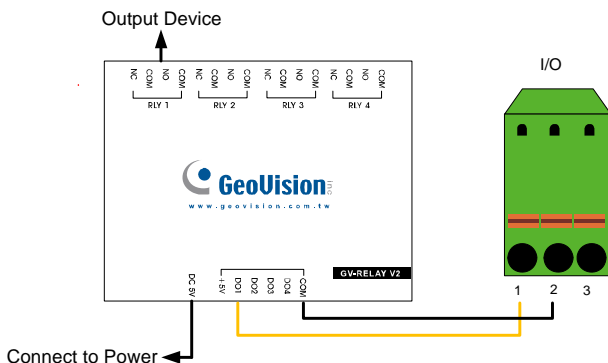 Output Device
I/O
NC COM NO COM NC COM NO COM NC COM NO COM NC COM NO COM
RLY 1 RLY 2 RLY 3 RLY 4
GeoVision inc
www.geovision.com.tw
GV-RELAY V2
DC 5V +5V DO1 DO2 DO3 DO4 COM
1 2 3
Connect to Power